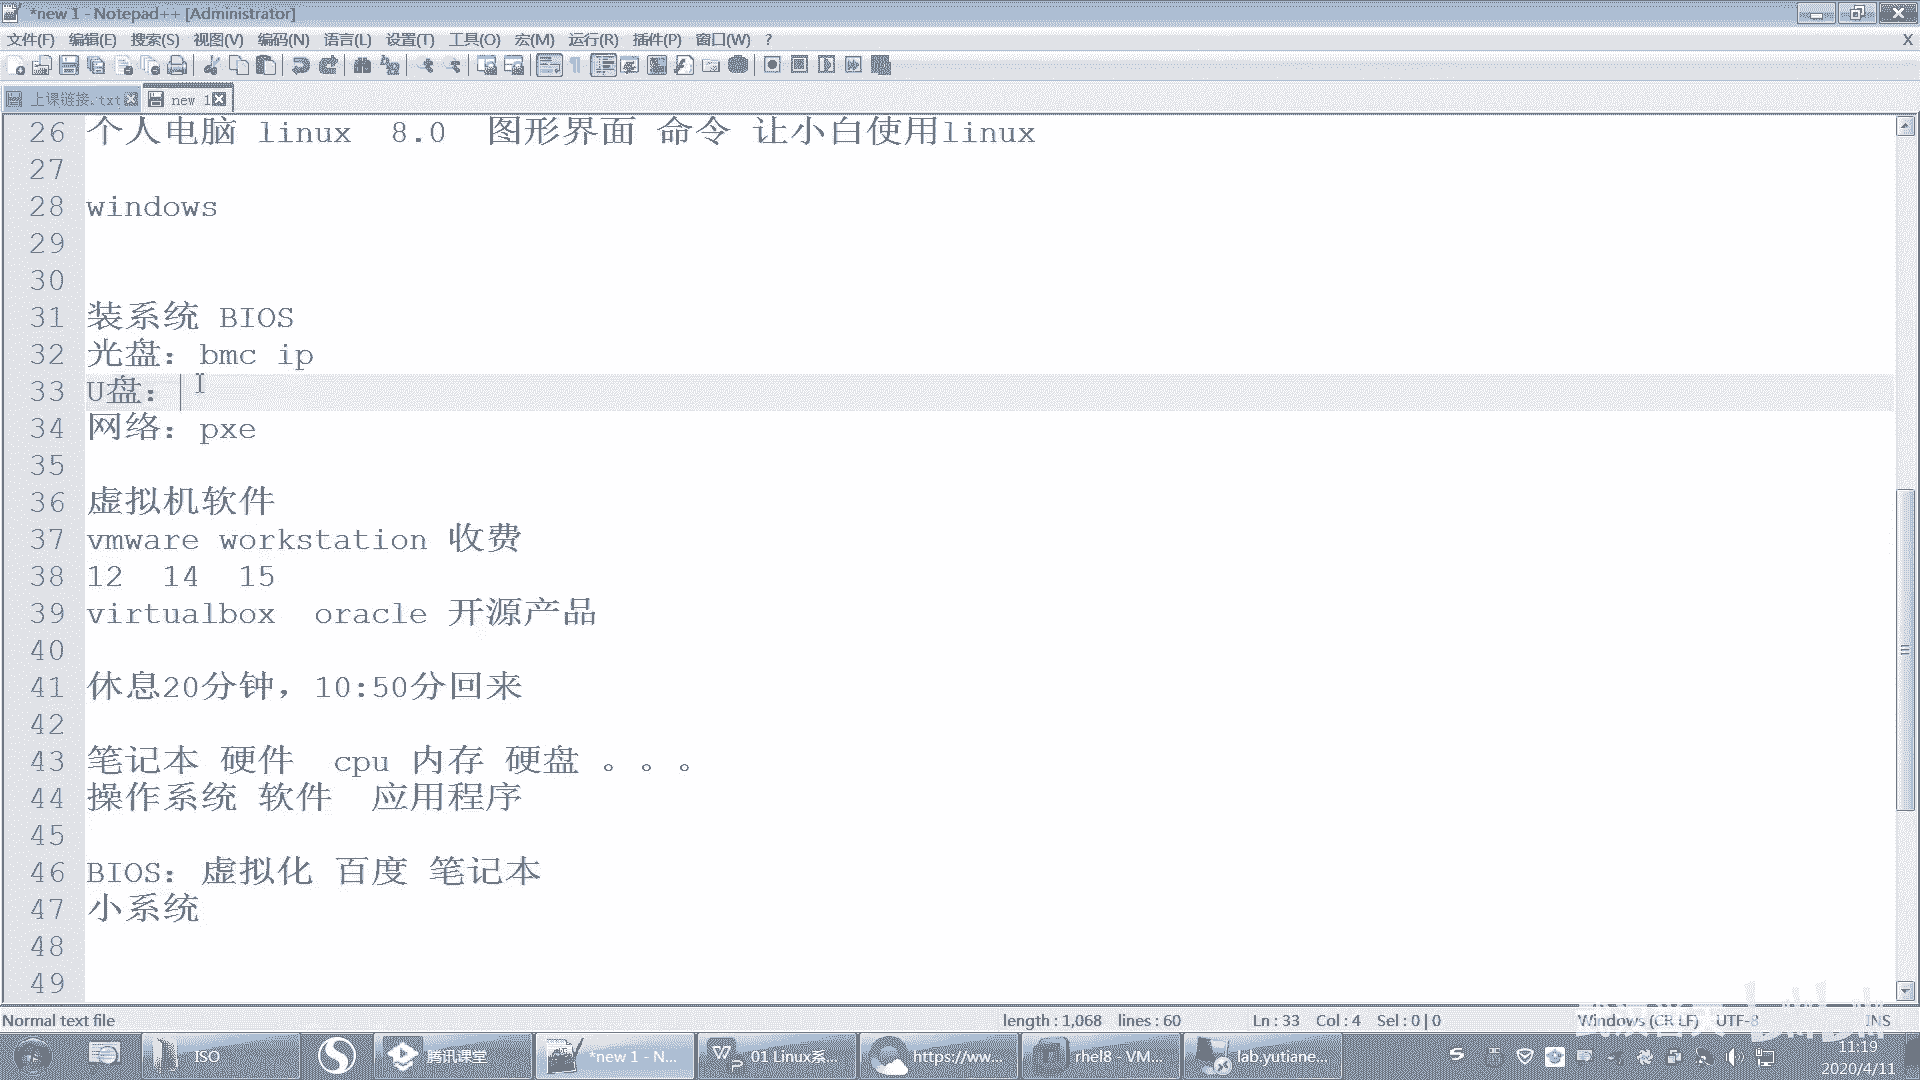 *new 1 - Notepad++ [Administrator]
文件(F) 编辑(E) 搜索(S) 视图(V) 编码(N) 语言(L) 设置(T) 工具(O) 宏(M) 运行(R) 插件(P) 窗口(W) ? X
上课链接.txt new 1
26 个人电脑 linux 8.0 图形界面 命令 让小白使用linux
27
28 windows
29
30
31 装系统 BIOS
32 光盘：bmc ip
33 U盘：
34 网络：pxe
35
36 虚拟机软件
37 vmware workstation 收费
38 12 14 15
39 virtualbox oracle 开源产品
40
41 休息20分钟，10:50分回来
42
43 笔记本 硬件 cpu 内存 硬盘 。。。
44 操作系统 软件 应用程序
45
46 BIOS：虚拟化 百度 笔记本
47 小系统
48
49
Normal text file length : 1,068 lines : 60 Ln : 33 Col : 4 Sel : 0 | 0 Windows (CR LF) UTF-8 INS
ISO 腾讯课堂 *new 1 - N... 01 Linux系... https://ww... rhel8 - VM... lab.yutiane... 11:19
2020/4/11